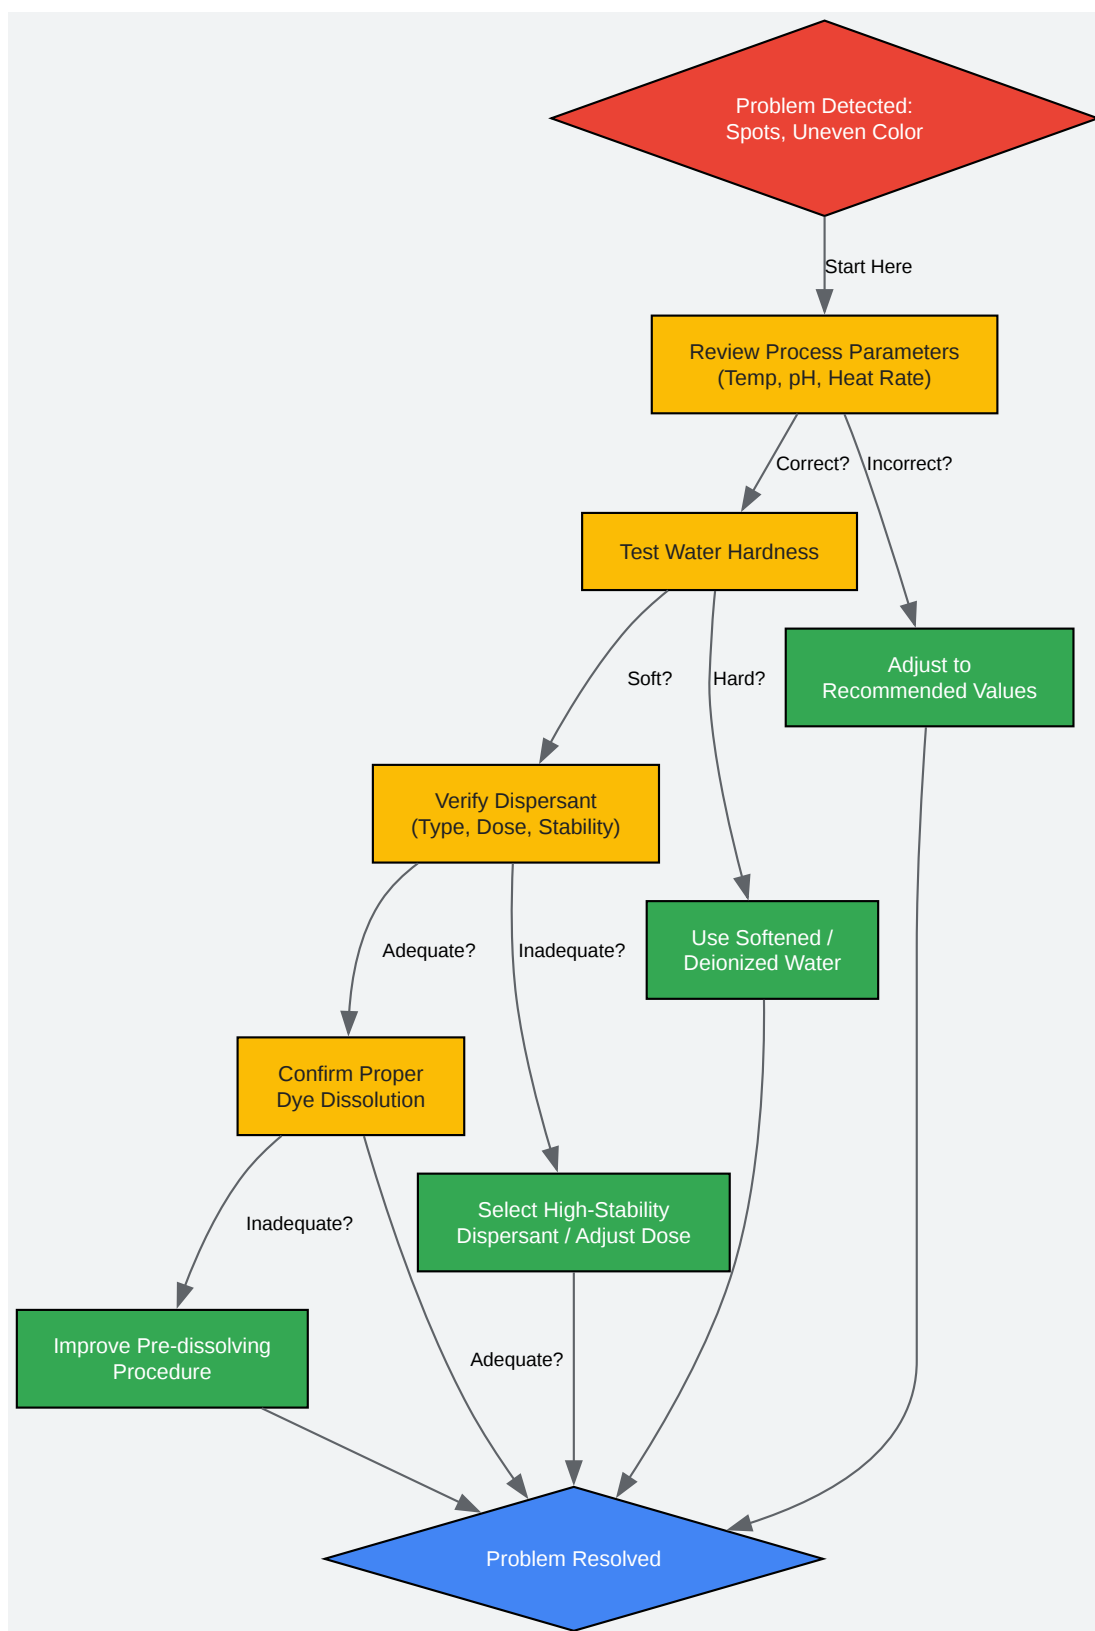 Problem Detected:
Spots, Uneven Color
Start Here
Review Process Parameters
(Temp, pH, Heat Rate)
Correct?
Incorrect?
Test Water Hardness
Adjust to
Recommended Values
Soft?
Hard?
Verify Dispersant
(Type, Dose, Stability)
Use Softened /
Deionized Water
Adequate?
Inadequate?
Confirm Proper
Dye Dissolution
Select High-Stability
Dispersant / Adjust Dose
Inadequate?
Improve Pre-dissolving
Procedure
Adequate?
Problem Resolved